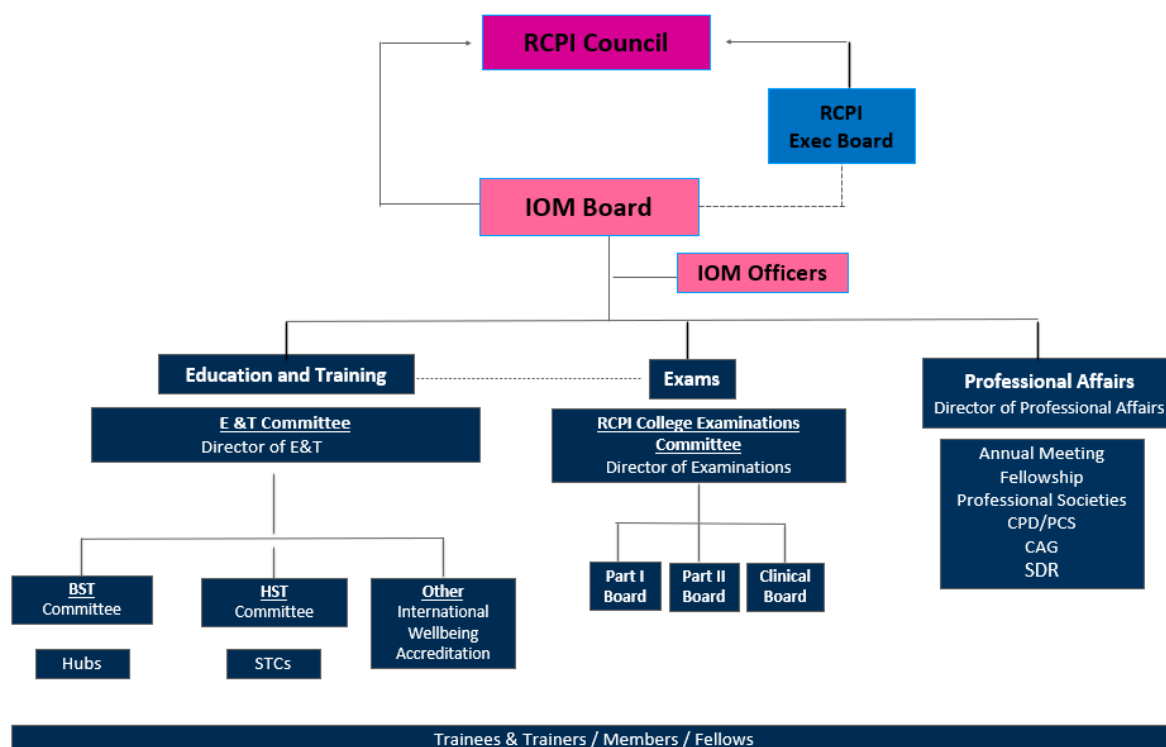 RCPI Council
RCPI
Exec Board
IOM Board
IOM Officers
Education and Training
Exams
Professional Affairs
Director of Professional Affairs
E &T Committee
Director of E&T
RCPI College Examinations
Committee
Director of Examinations
Annual Meeting
Fellowship
Professional Societies
CPD/PCS
CAG
SDR
BST
Committee
HST
Committee
Other
International
Wellbeing
Accreditation
Part I
Board
Part II
Board
Clinical
Board
Hubs
STCs
Trainees & Trainers / Members / Fellows